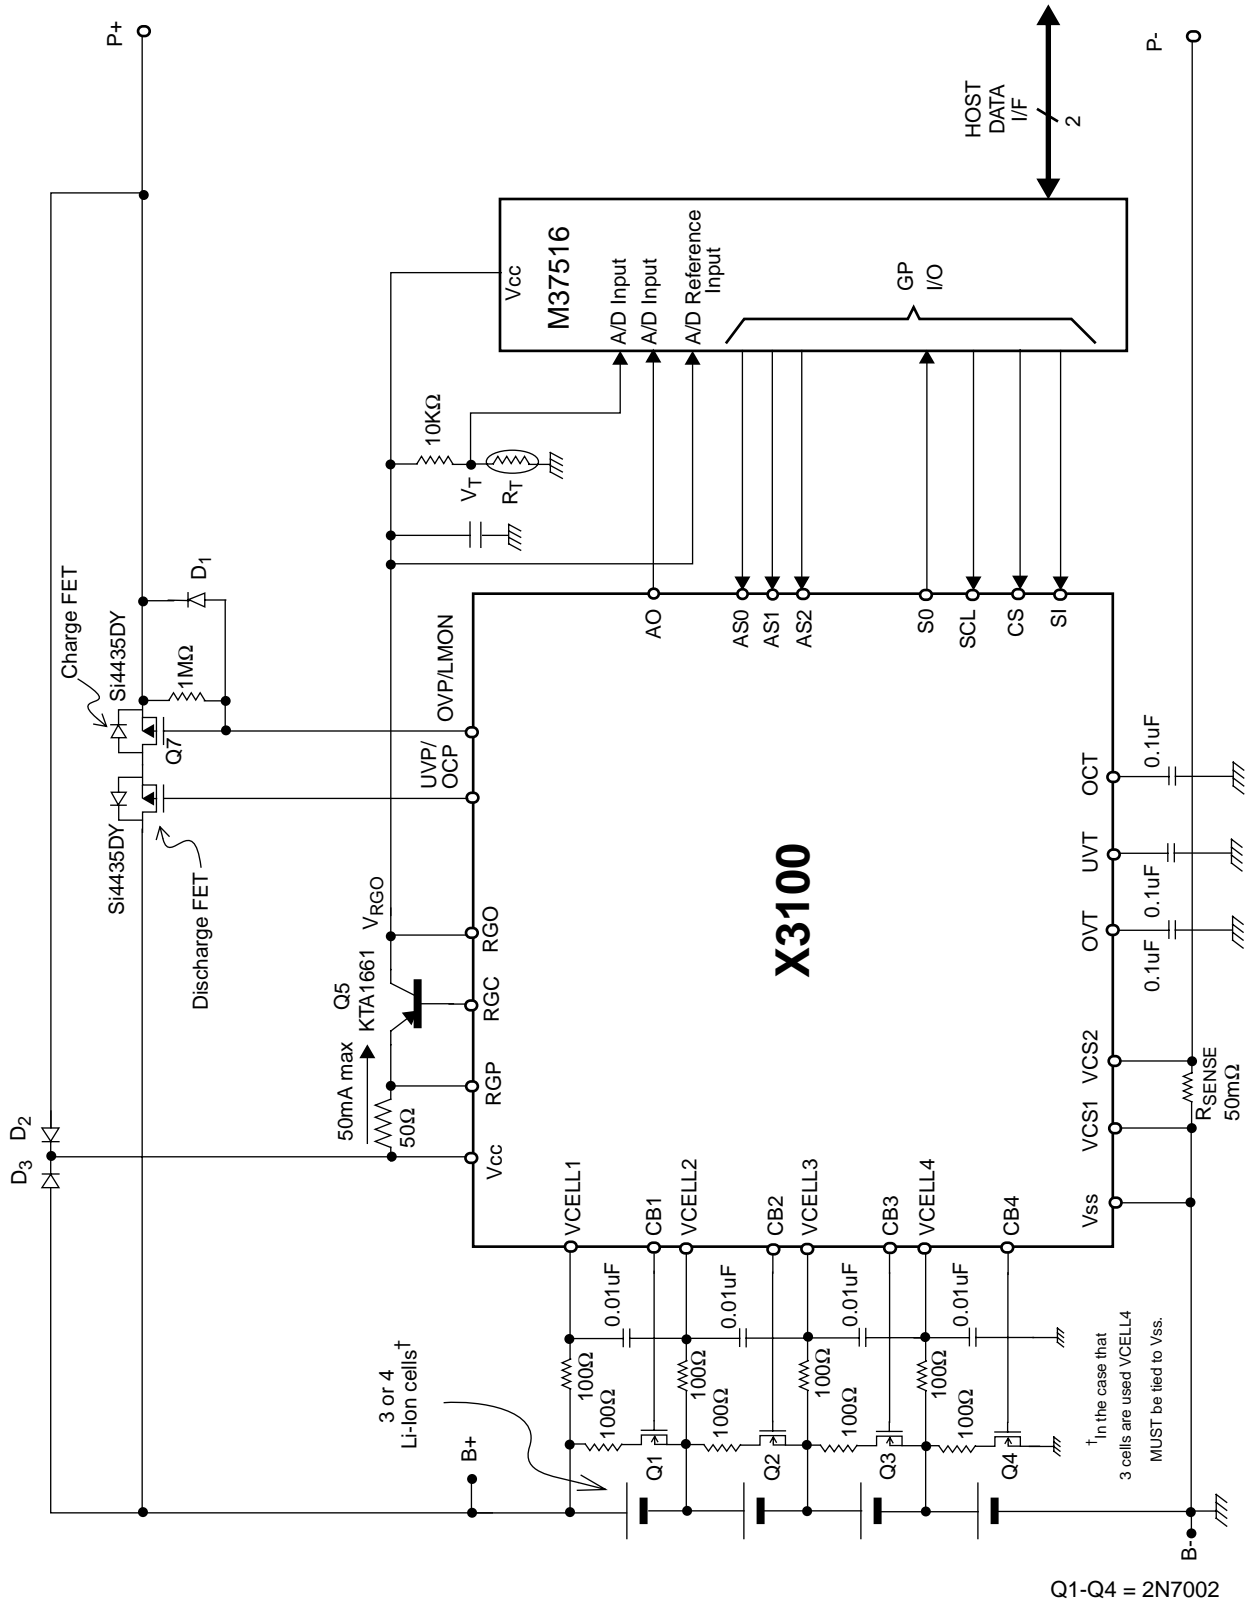 P+
D2
D3
Charge FET
Si4435DY
Si4435DY
Q7
1MΩ
D1
Discharge FET
VRGO
Q5
KTA1661
50mA max
50Ω
UVP/
OCP
OVP/LMON
Vcc
RGP
RGC
RGO
10KΩ
VT
RT
M37516
Vcc
A/D Input
A/D Input
A/D Reference
Input
GP
I/O
HOST
DATA
I/F
2
X3100
AO
AS0
AS1
AS2
S0
SCL
CS
SI
VCELL1
CB1
VCELL2
CB2
VCELL3
CB3
VCELL4
CB4
0.01uF
0.01uF
0.01uF
0.01uF
100Ω
100Ω
100Ω
100Ω
100Ω
100Ω
100Ω
100Ω
Q1
Q2
Q3
Q4
3 or 4
Li-Ion cells†
B+
†In the case that
3 cells are used VCELL4
MUST be tied to Vss.
Vss
VCS1
VCS2
OVT
UVT
OCT
0.1uF
0.1uF
0.1uF
RSENSE
50mΩ
B-
P-
Q1-Q4 = 2N7002